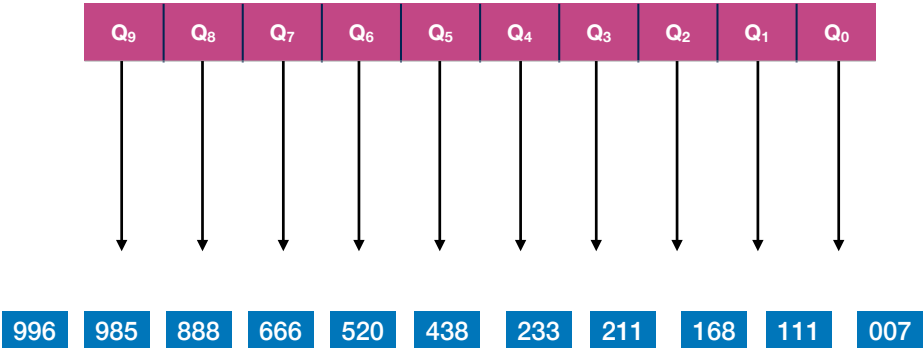 Q₉ Q₈ Q₇ Q₆ Q₅ Q₄ Q₃ Q₂ Q₁ Q₀
996 985 888 666 520 438 233 211 168 111 007